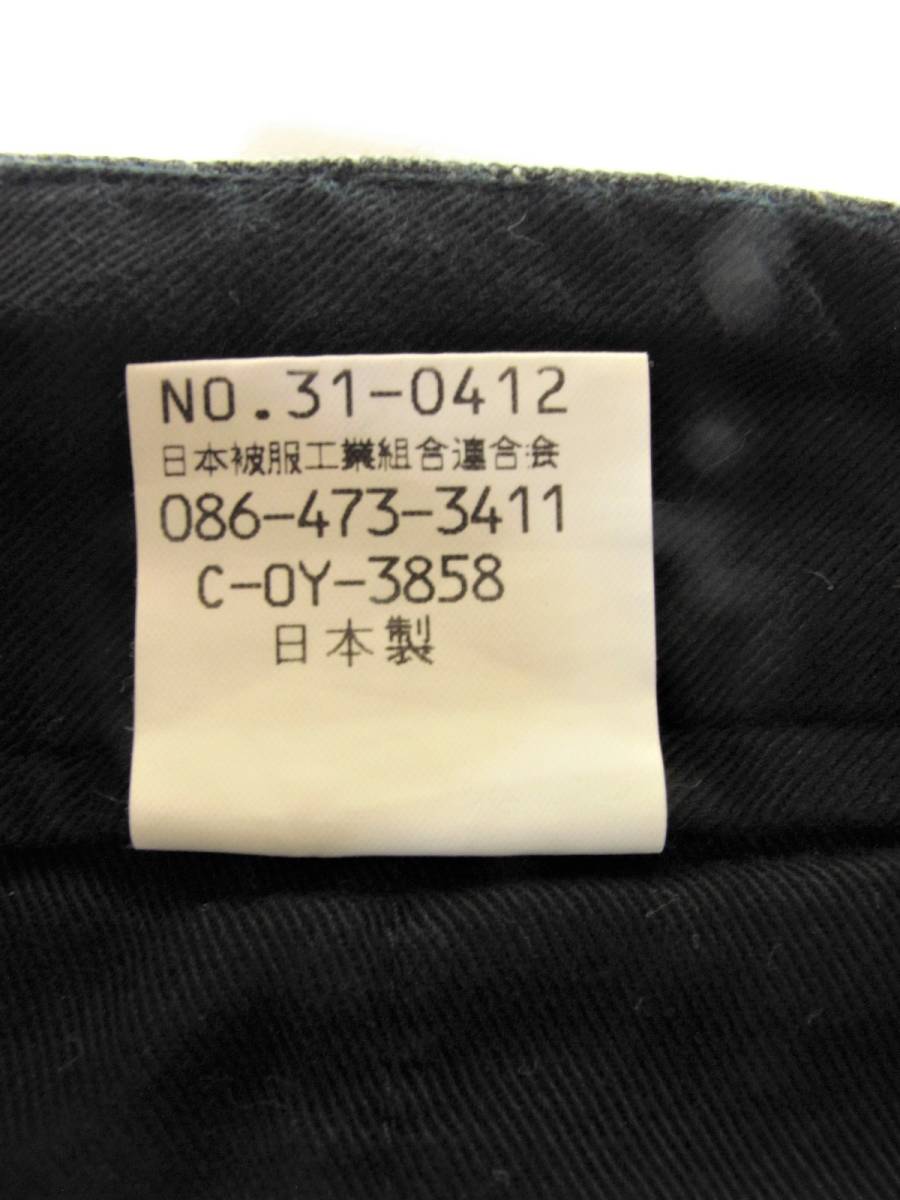 NO.31-0412
日本被服工業組合連合会
086-473-3411
C-OY-3858
日本製